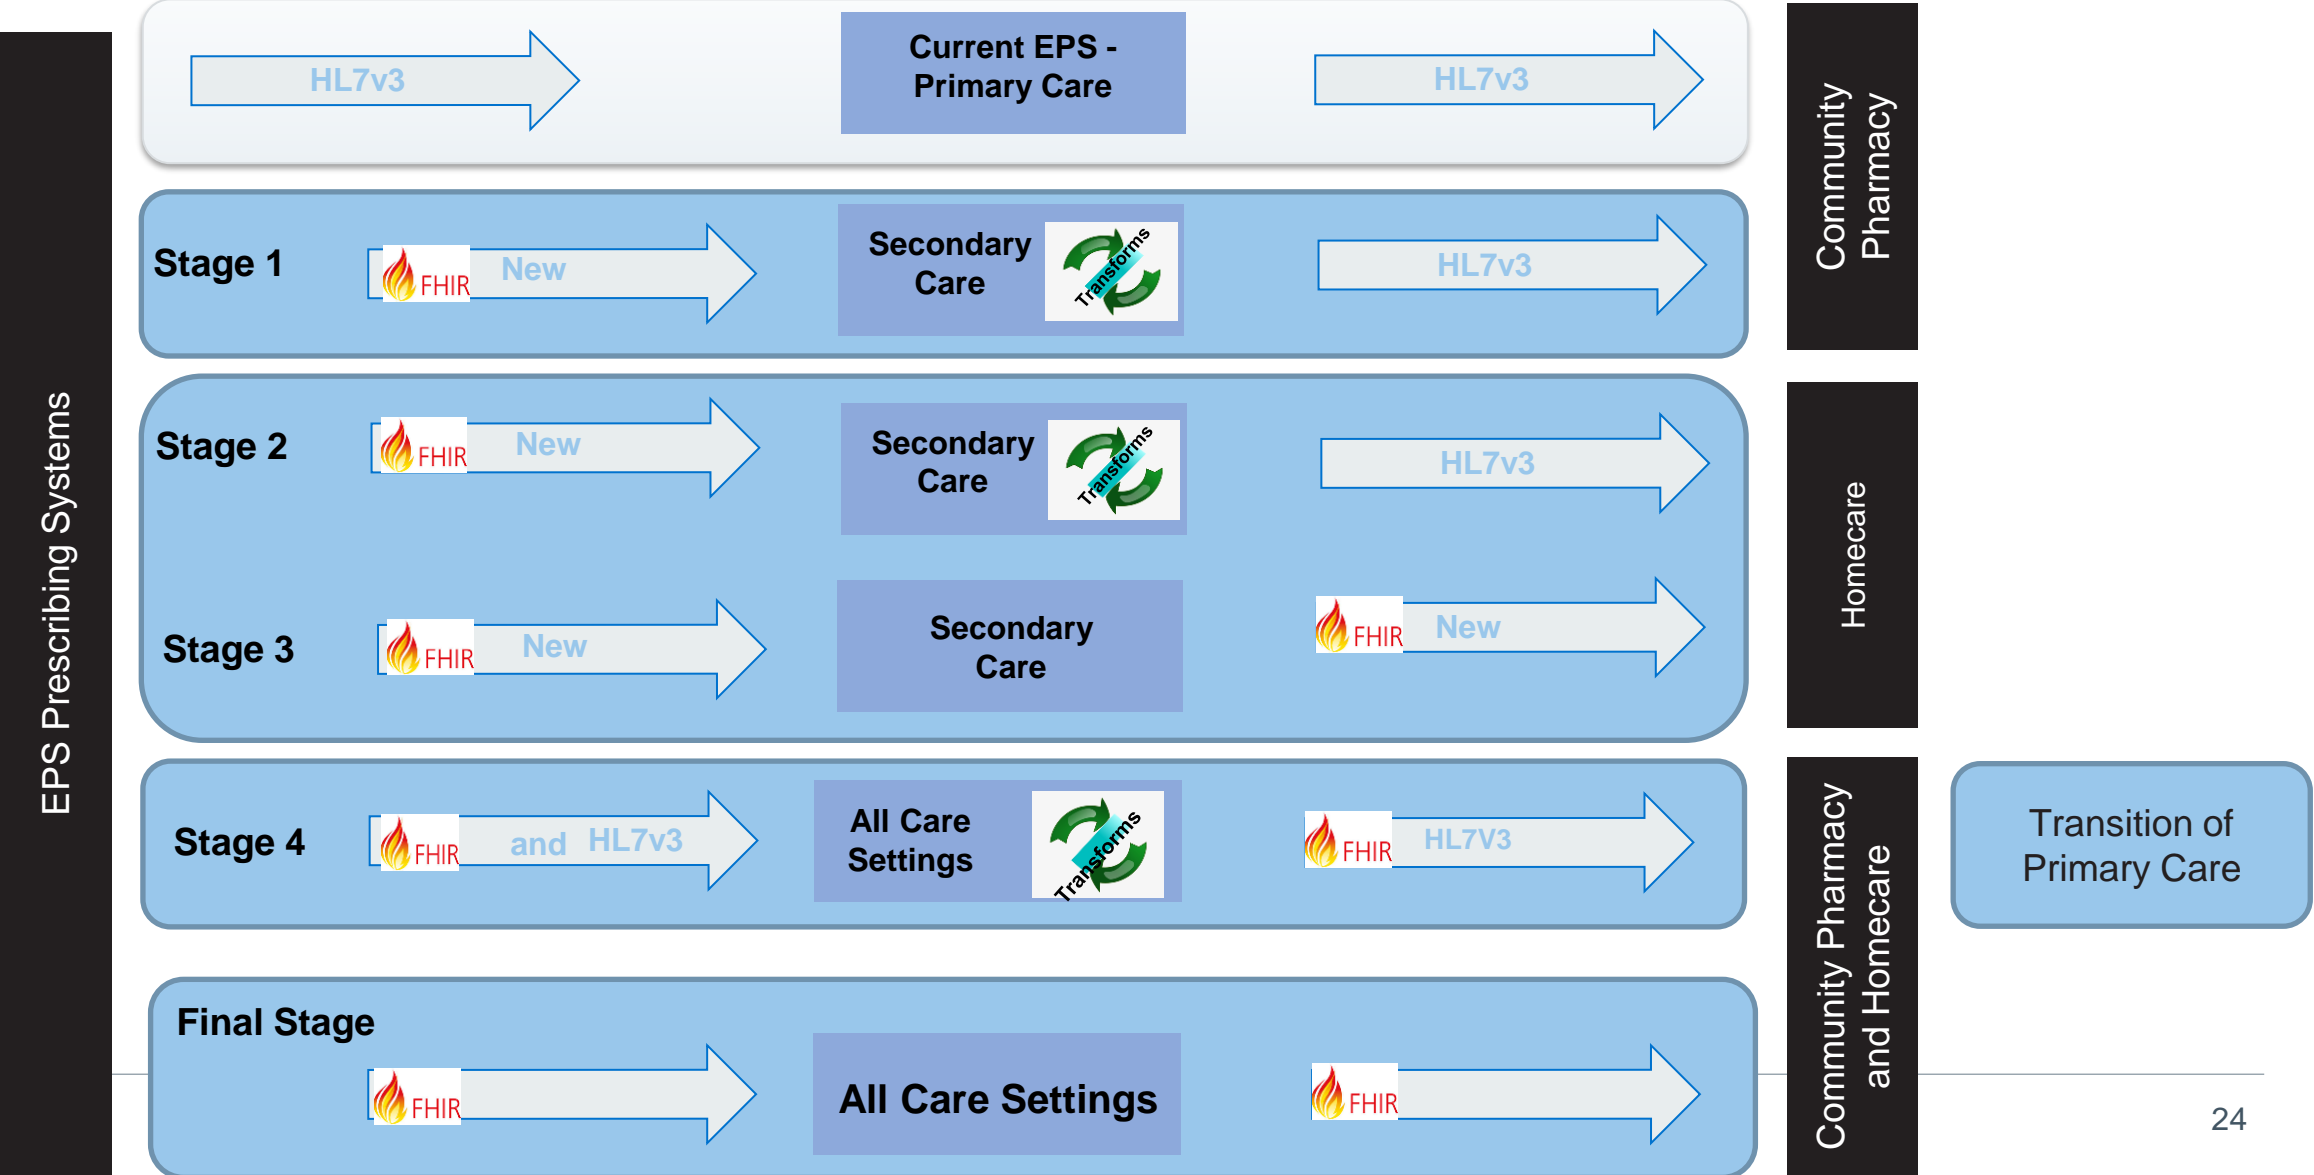 EPS Prescribing Systems
HL7v3
Current EPS -
Primary Care
HL7v3
Community
Pharmacy
Stage 1
FHIR
New
Secondary
Care
Transforms
HL7v3
Stage 2
FHIR
New
Secondary
Care
Transforms
HL7v3
Homecare
Stage 3
FHIR
New
Secondary
Care
FHIR
New
Stage 4
FHIR
and HL7v3
All Care
Settings
Transforms
FHIR
HL7V3
Community Pharmacy
and Homecare
Transition of
Primary Care
Final Stage
FHIR
All Care Settings
FHIR
24